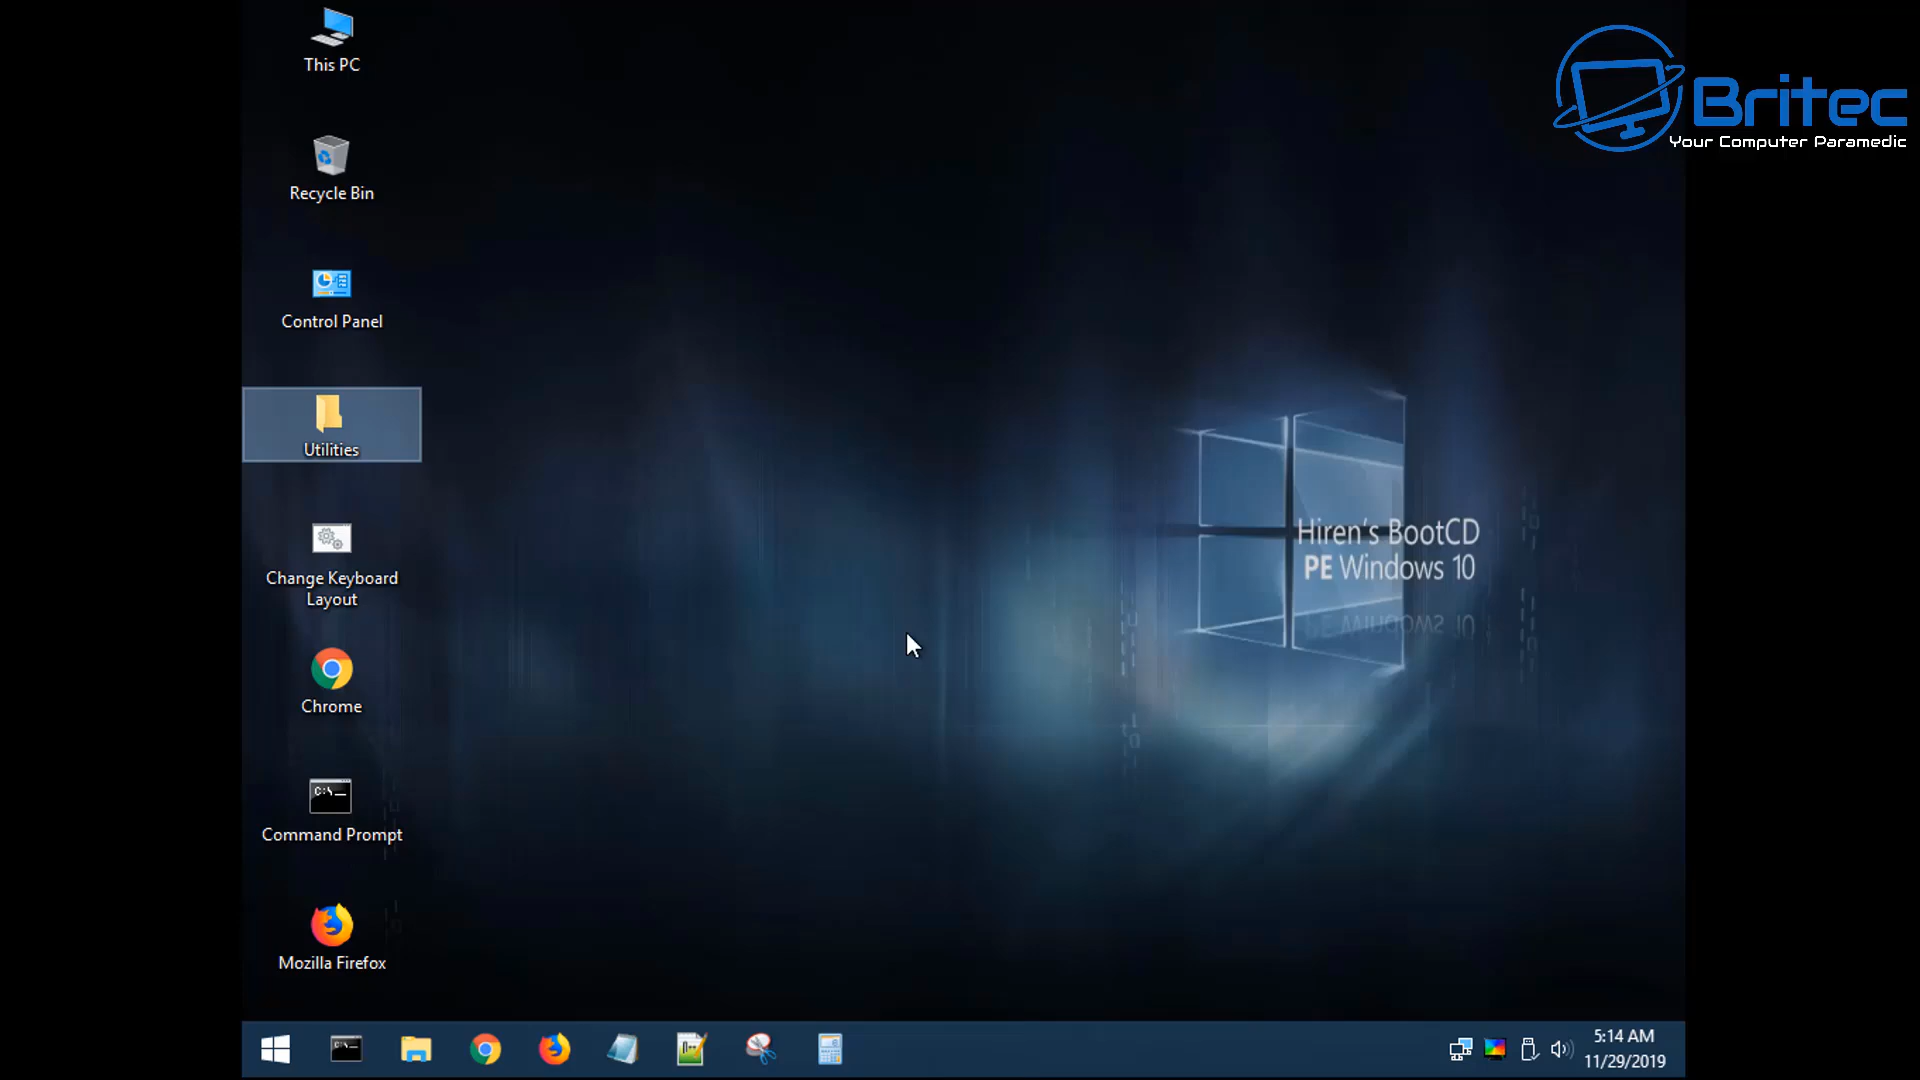 This PC
Recycle Bin
Control Panel
Utilities
Change Keyboard
Layout
Chrome
Command Prompt
Mozilla Firefox
Britec
Your Computer Paramedic
Hiren's BootCD
PE Windows 10
5:14 AM
11/29/2019